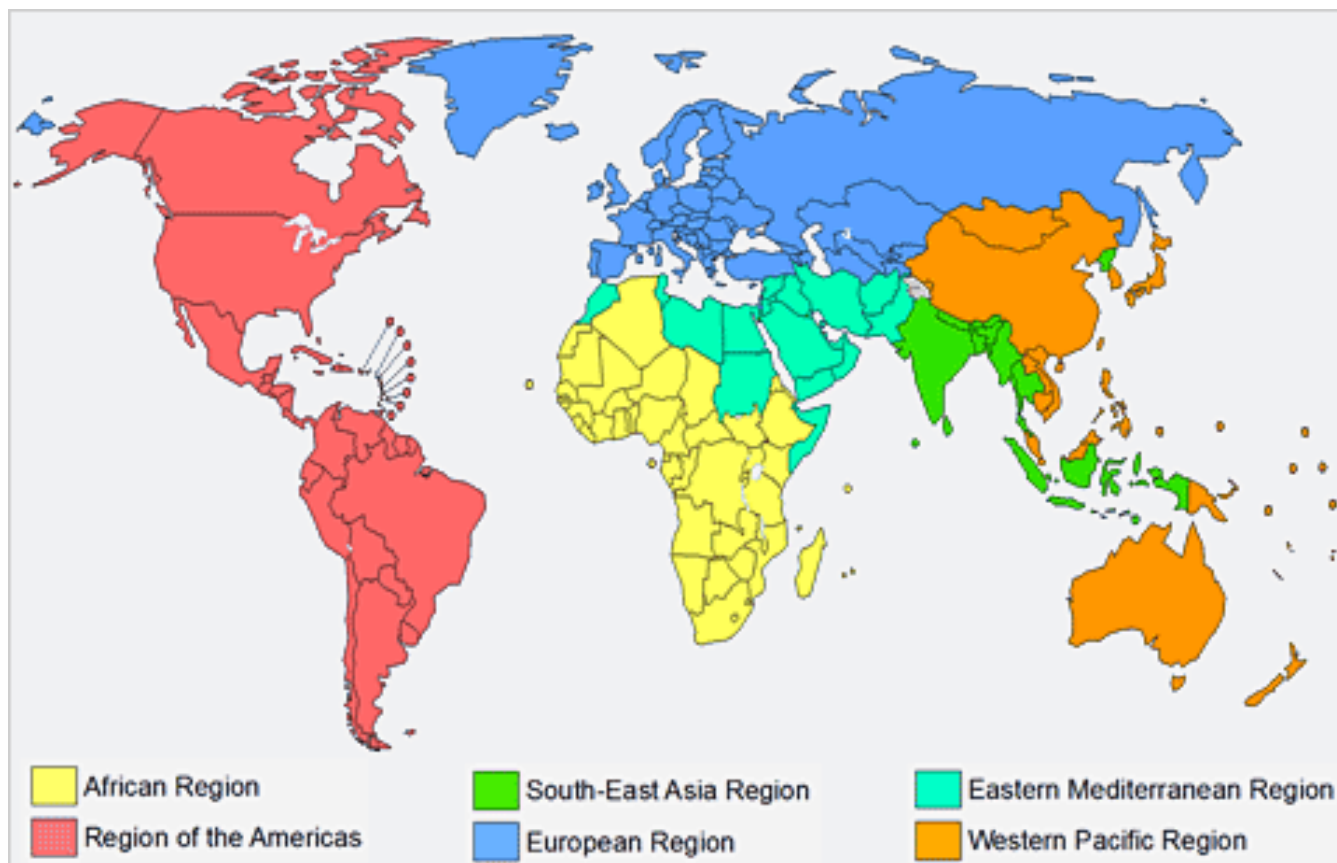 African Region
South-East Asia Region
Eastern Mediterranean Region
Region of the Americas
European Region
Western Pacific Region